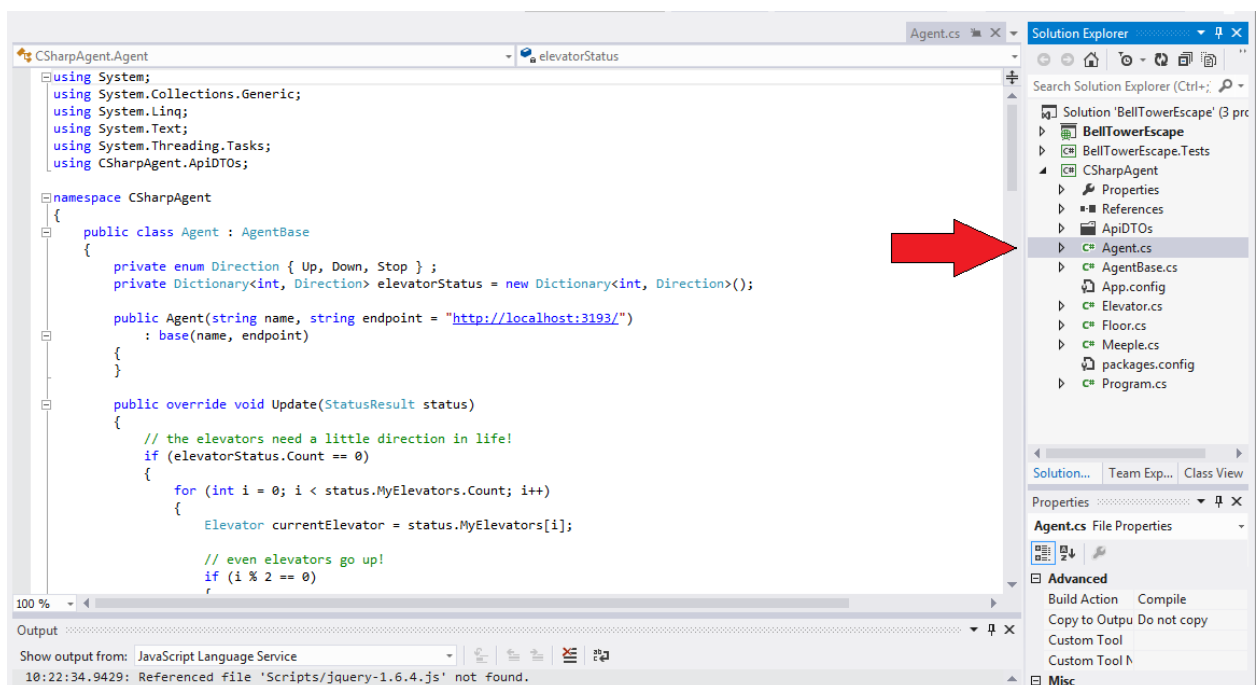 Agent.cs
CSharpAgent.Agent
elevatorStatus
using System;
using System.Collections.Generic;
using System.Linq;
using System.Text;
using System.Threading.Tasks;
using CSharpAgent.ApiDTOs;
namespace CSharpAgent
{
public class Agent : AgentBase
{
private enum Direction { Up, Down, Stop } ;
private Dictionary<int, Direction> elevatorStatus = new Dictionary<int, Direction>();
public Agent(string name, string endpoint = "http://localhost:3193/")
: base(name, endpoint)
{
}
public override void Update(StatusResult status)
{
// the elevators need a little direction in life!
if (elevatorStatus.Count == 0)
{
for (int i = 0; i < status.MyElevators.Count; i++)
{
Elevator currentElevator = status.MyElevators[i];
// even elevators go up!
if (i % 2 == 0)
{
100 %
Output
Show output from: JavaScript Language Service
10:22:34.9429: Referenced file 'Scripts/jquery-1.6.4.js' not found.
Solution Explorer
Search Solution Explorer (Ctrl+;
Solution 'BellTowerEscape' (3 prc
BellTowerEscape
C# BellTowerEscape.Tests
C# CSharpAgent
Properties
References
ApiDTOs
C# Agent.cs
C# AgentBase.cs
App.config
C# Elevator.cs
C# Floor.cs
C# Meeple.cs
packages.config
C# Program.cs
Solution... Team Exp... Class View
Properties
Agent.cs File Properties
Advanced
Build Action Compile
Copy to Outpu Do not copy
Custom Tool
Custom Tool N
Misc